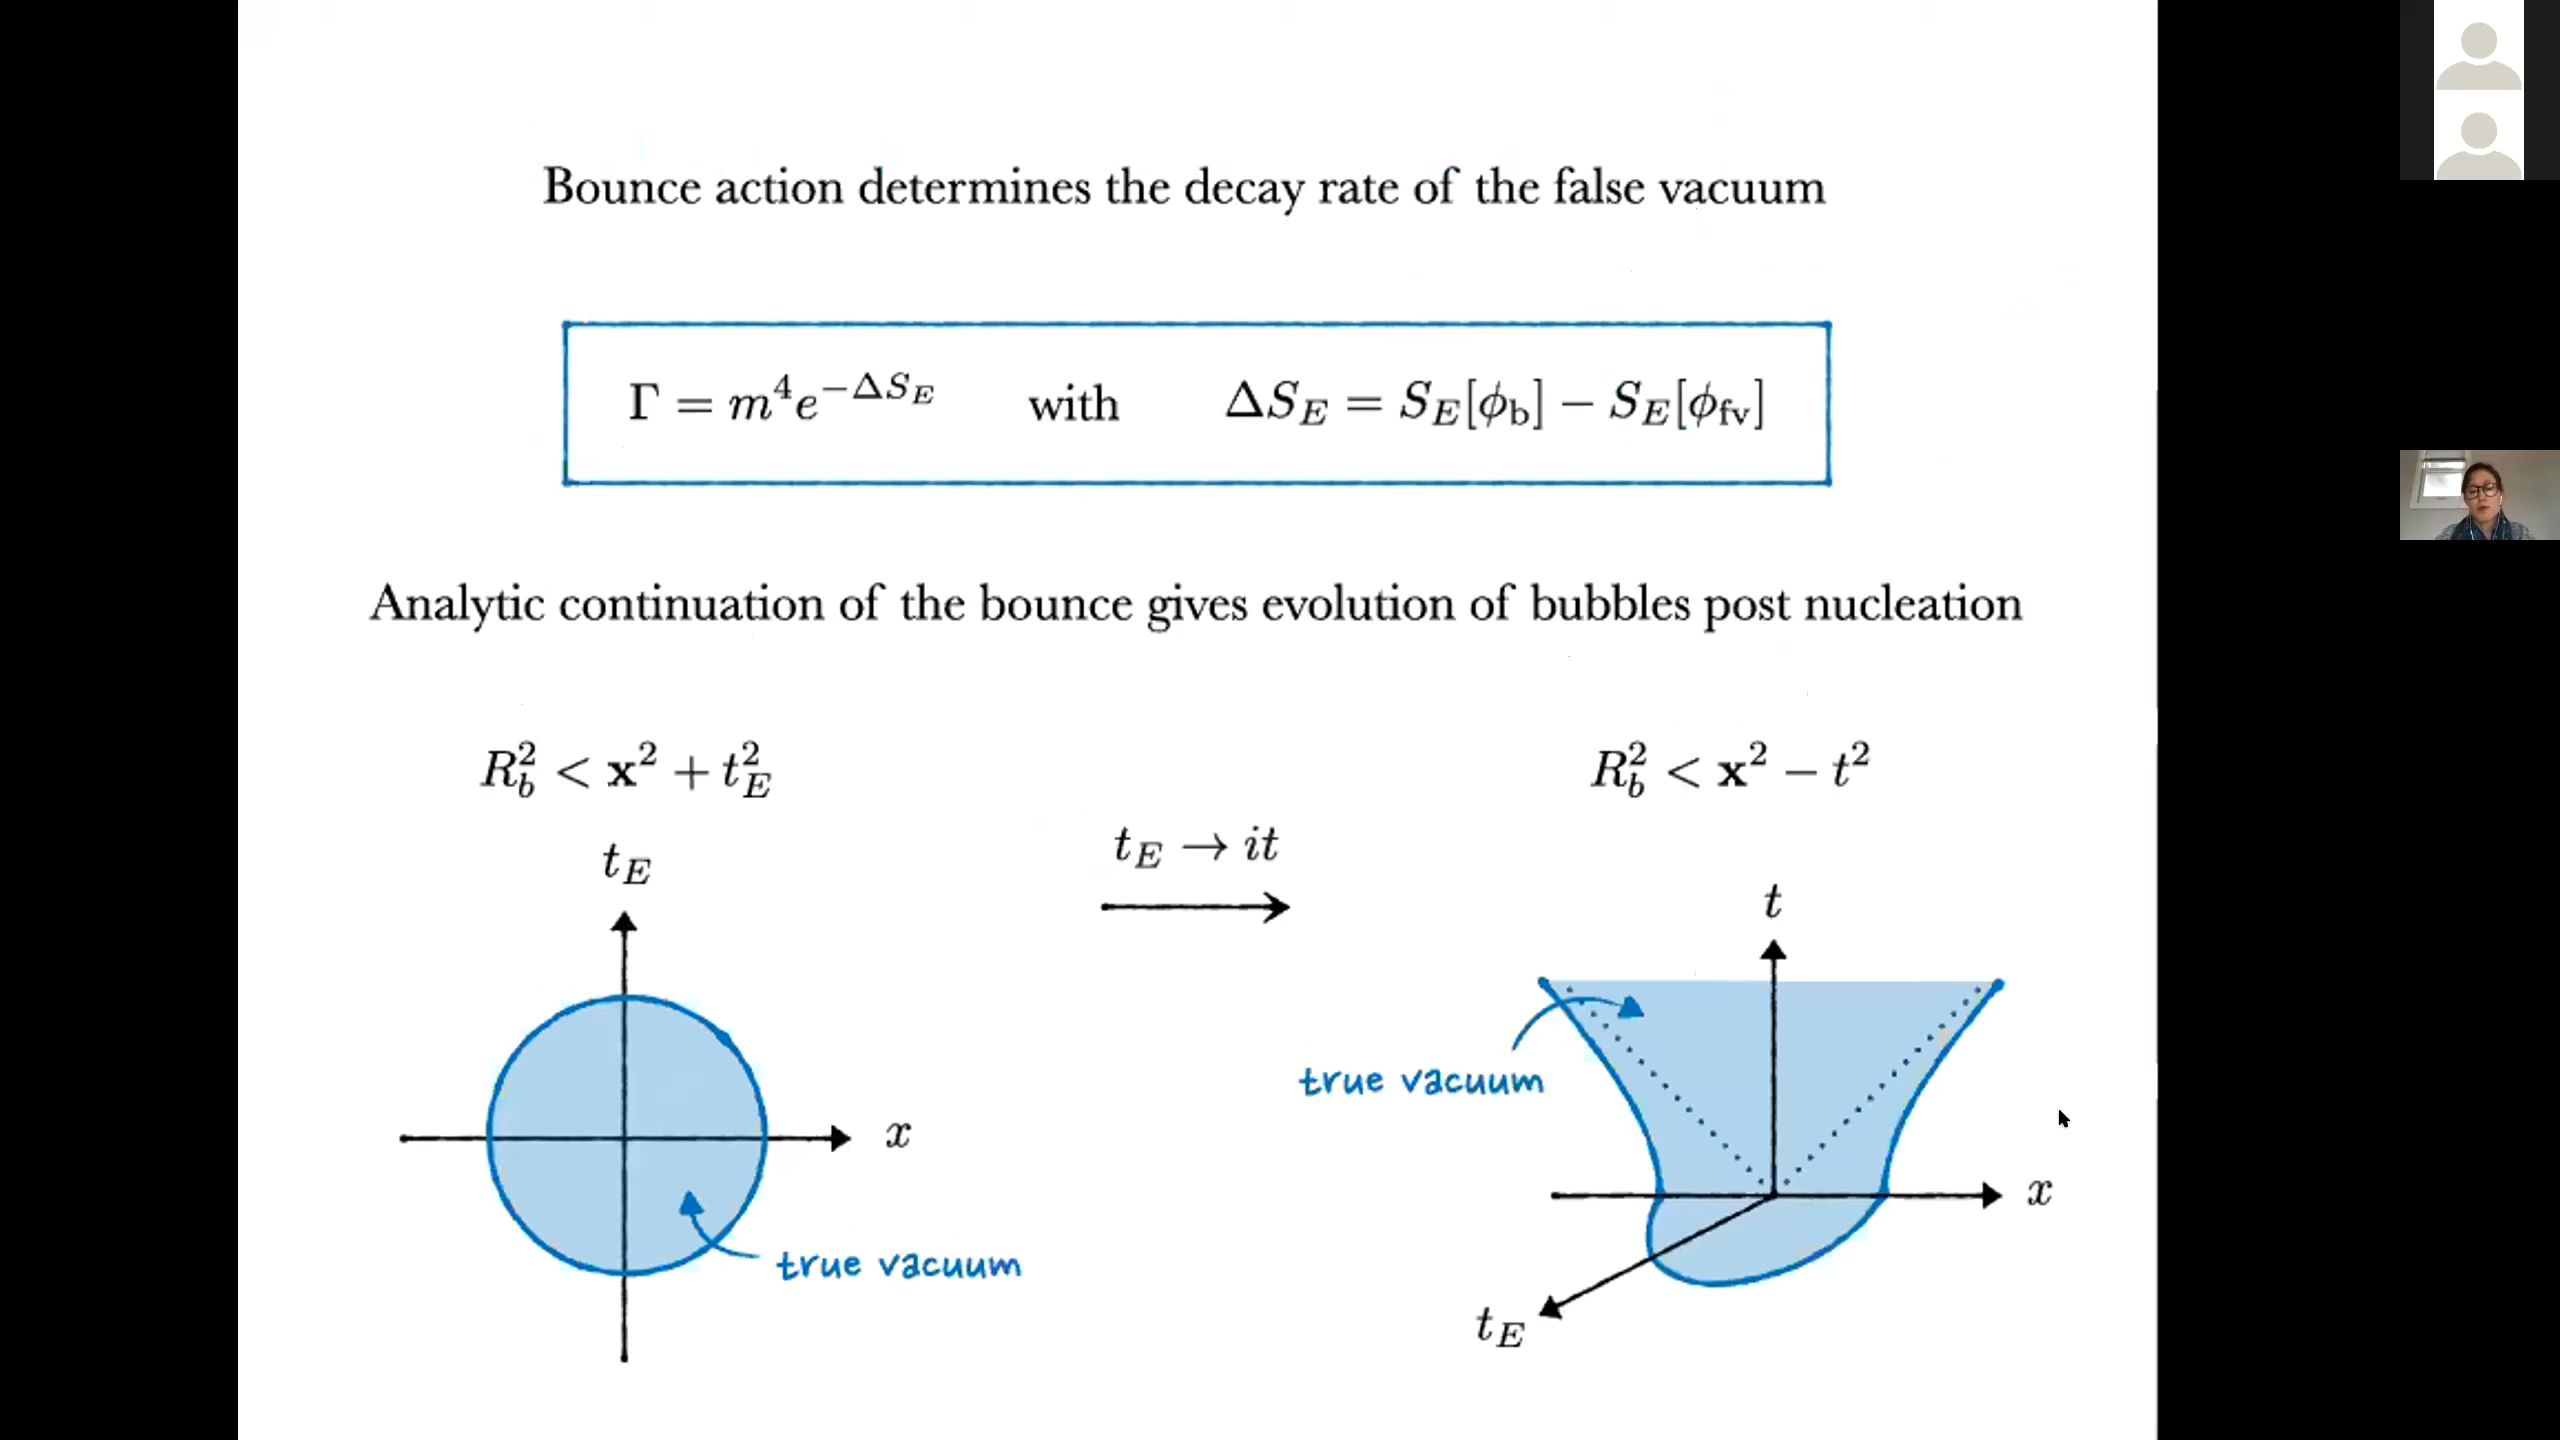 Bounce action determines the decay rate of the false vacuum
Γ = m⁴e^{−ΔS_E} with ΔS_E = S_E[ϕ_b] − S_E[ϕ_fv]
Analytic continuation of the bounce gives evolution of bubbles post nucleation
R_b² < x² + t_E²
R_b² < x² − t²
t_E → it
t_E
x
true vacuum
t
true vacuum
x
t_E